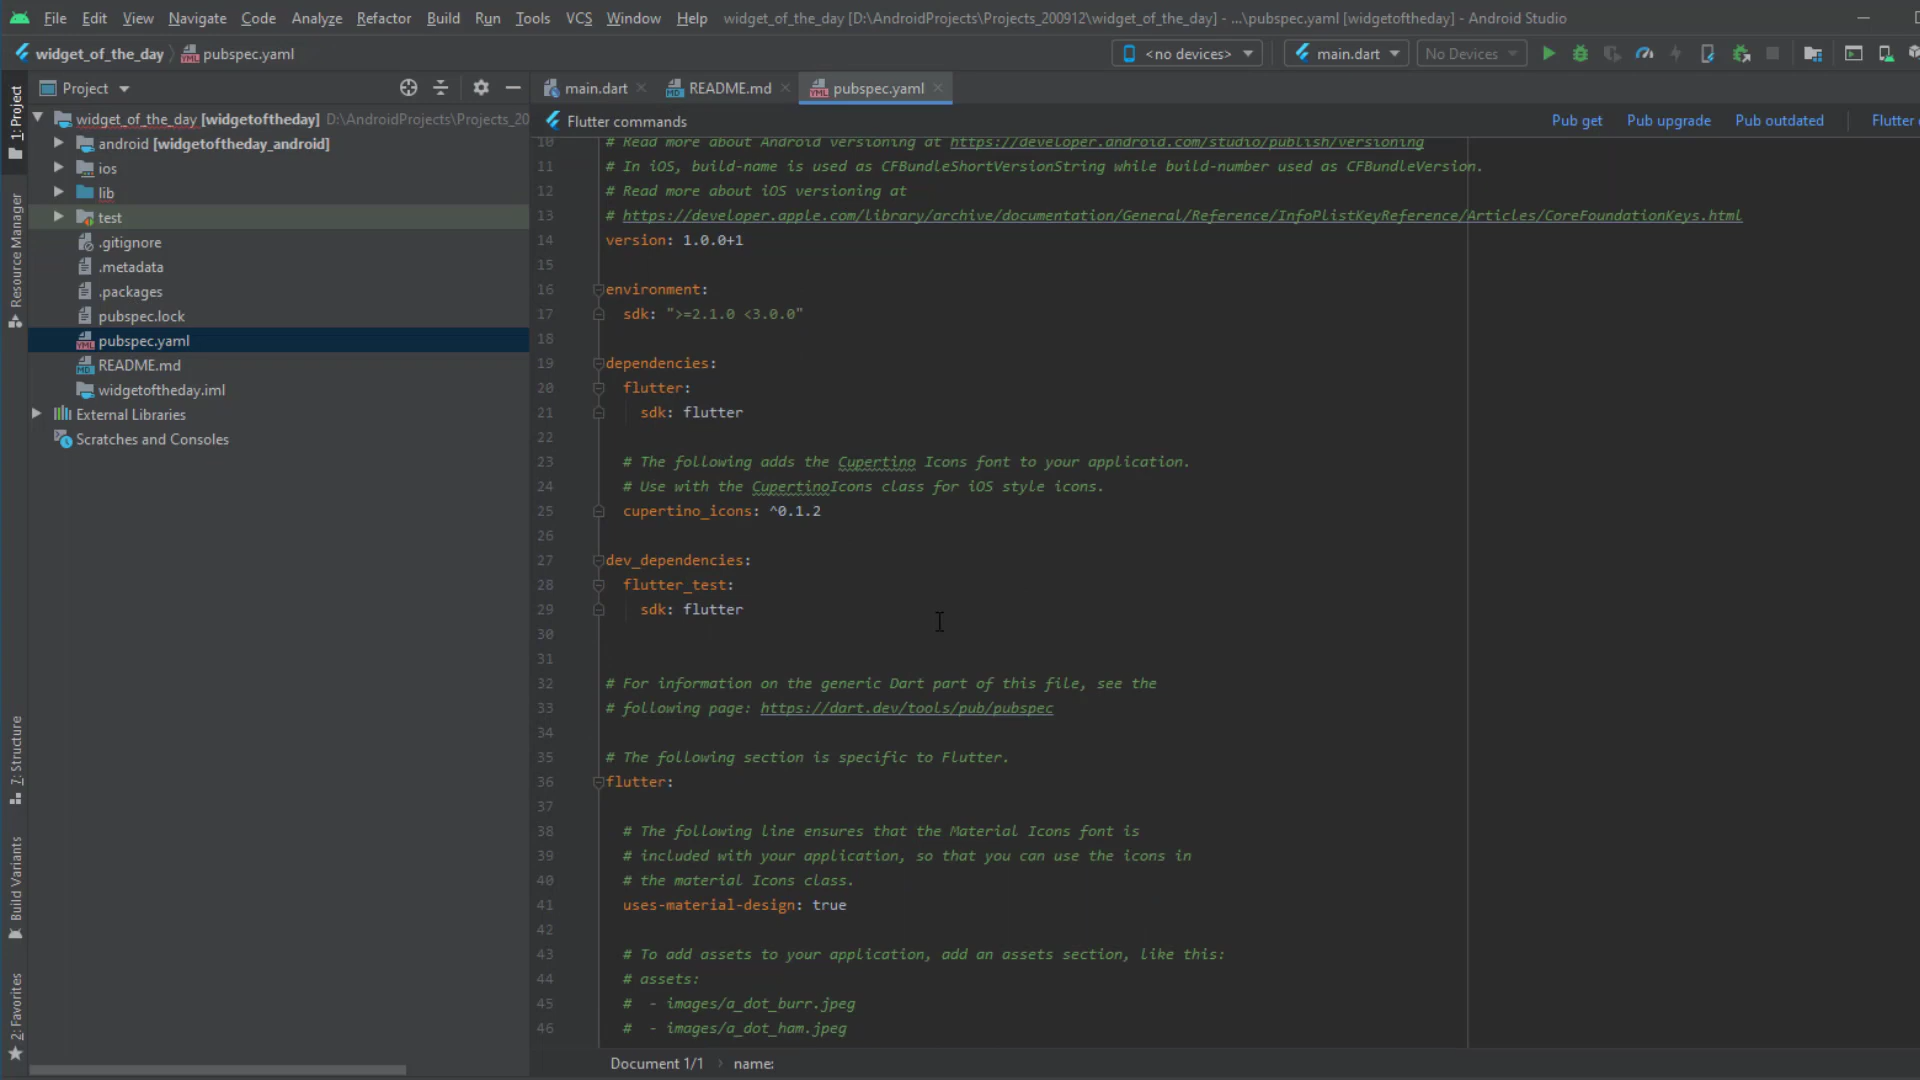 File Edit View Navigate Code Analyze Refactor Build Run Tools VCS Window Help widget_of_the_day [D:\AndroidProjects\Projects_200912\widget_of_the_day] - ...\pubspec.yaml [widgetoftheday] - Android Studio
widget_of_the_day pubspec.yaml <no devices> main.dart No Devices
1: Project
Resource Manager
7: Structure
Build Variants
2: Favorites
Project
widget_of_the_day [widgetoftheday] D:\AndroidProjects\Projects_20
android [widgetoftheday_android]
ios
lib
test
.gitignore
.metadata
.packages
pubspec.lock
pubspec.yaml
README.md
widgetoftheday.iml
External Libraries
Scratches and Consoles
main.dart README.md pubspec.yaml
Flutter commands Pub get Pub upgrade Pub outdated Flutter
10 # Read more about Android versioning at https://developer.android.com/studio/publish/versioning
11 # In iOS, build-name is used as CFBundleShortVersionString while build-number used as CFBundleVersion.
12 # Read more about iOS versioning at
13 # https://developer.apple.com/library/archive/documentation/General/Reference/InfoPlistKeyReference/Articles/CoreFoundationKeys.html
14 version: 1.0.0+1
15
16 environment:
17 sdk: ">=2.1.0 <3.0.0"
18
19 dependencies:
20 flutter:
21 sdk: flutter
22
23 # The following adds the Cupertino Icons font to your application.
24 # Use with the CupertinoIcons class for iOS style icons.
25 cupertino_icons: ^0.1.2
26
27 dev_dependencies:
28 flutter_test:
29 sdk: flutter
30
31
32 # For information on the generic Dart part of this file, see the
33 # following page: https://dart.dev/tools/pub/pubspec
34
35 # The following section is specific to Flutter.
36 flutter:
37
38 # The following line ensures that the Material Icons font is
39 # included with your application, so that you can use the icons in
40 # the material Icons class.
41 uses-material-design: true
42
43 # To add assets to your application, add an assets section, like this:
44 # assets:
45 # - images/a_dot_burr.jpeg
46 # - images/a_dot_ham.jpeg
Document 1/1 › name: